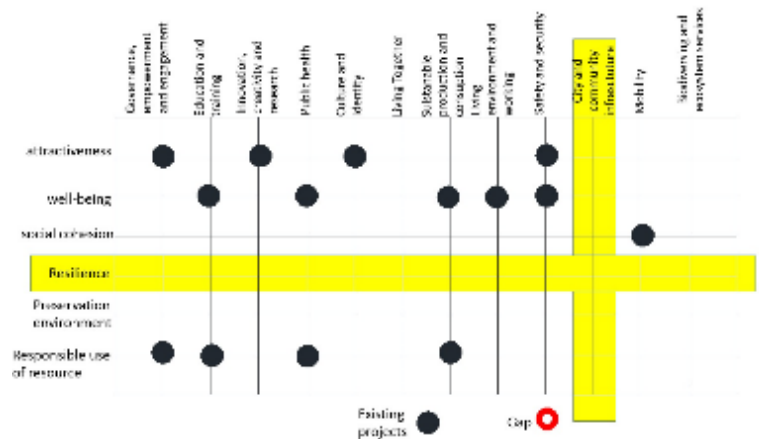 Governance,
empowerment
and engagement
Education and
training
Innovation,
creativity and
research
Public health
Culture and
identity
Living Together
Sustainable
production and
consuption
Living
environment and
working
Safety and security
City and
community
infrastructure
Mobility
Biodiversity and
ecosystem services
attractiveness
well-being
social cohesion
Resilience
Preservation
environment
Responsible use
of resource
Existing
projects
Gap